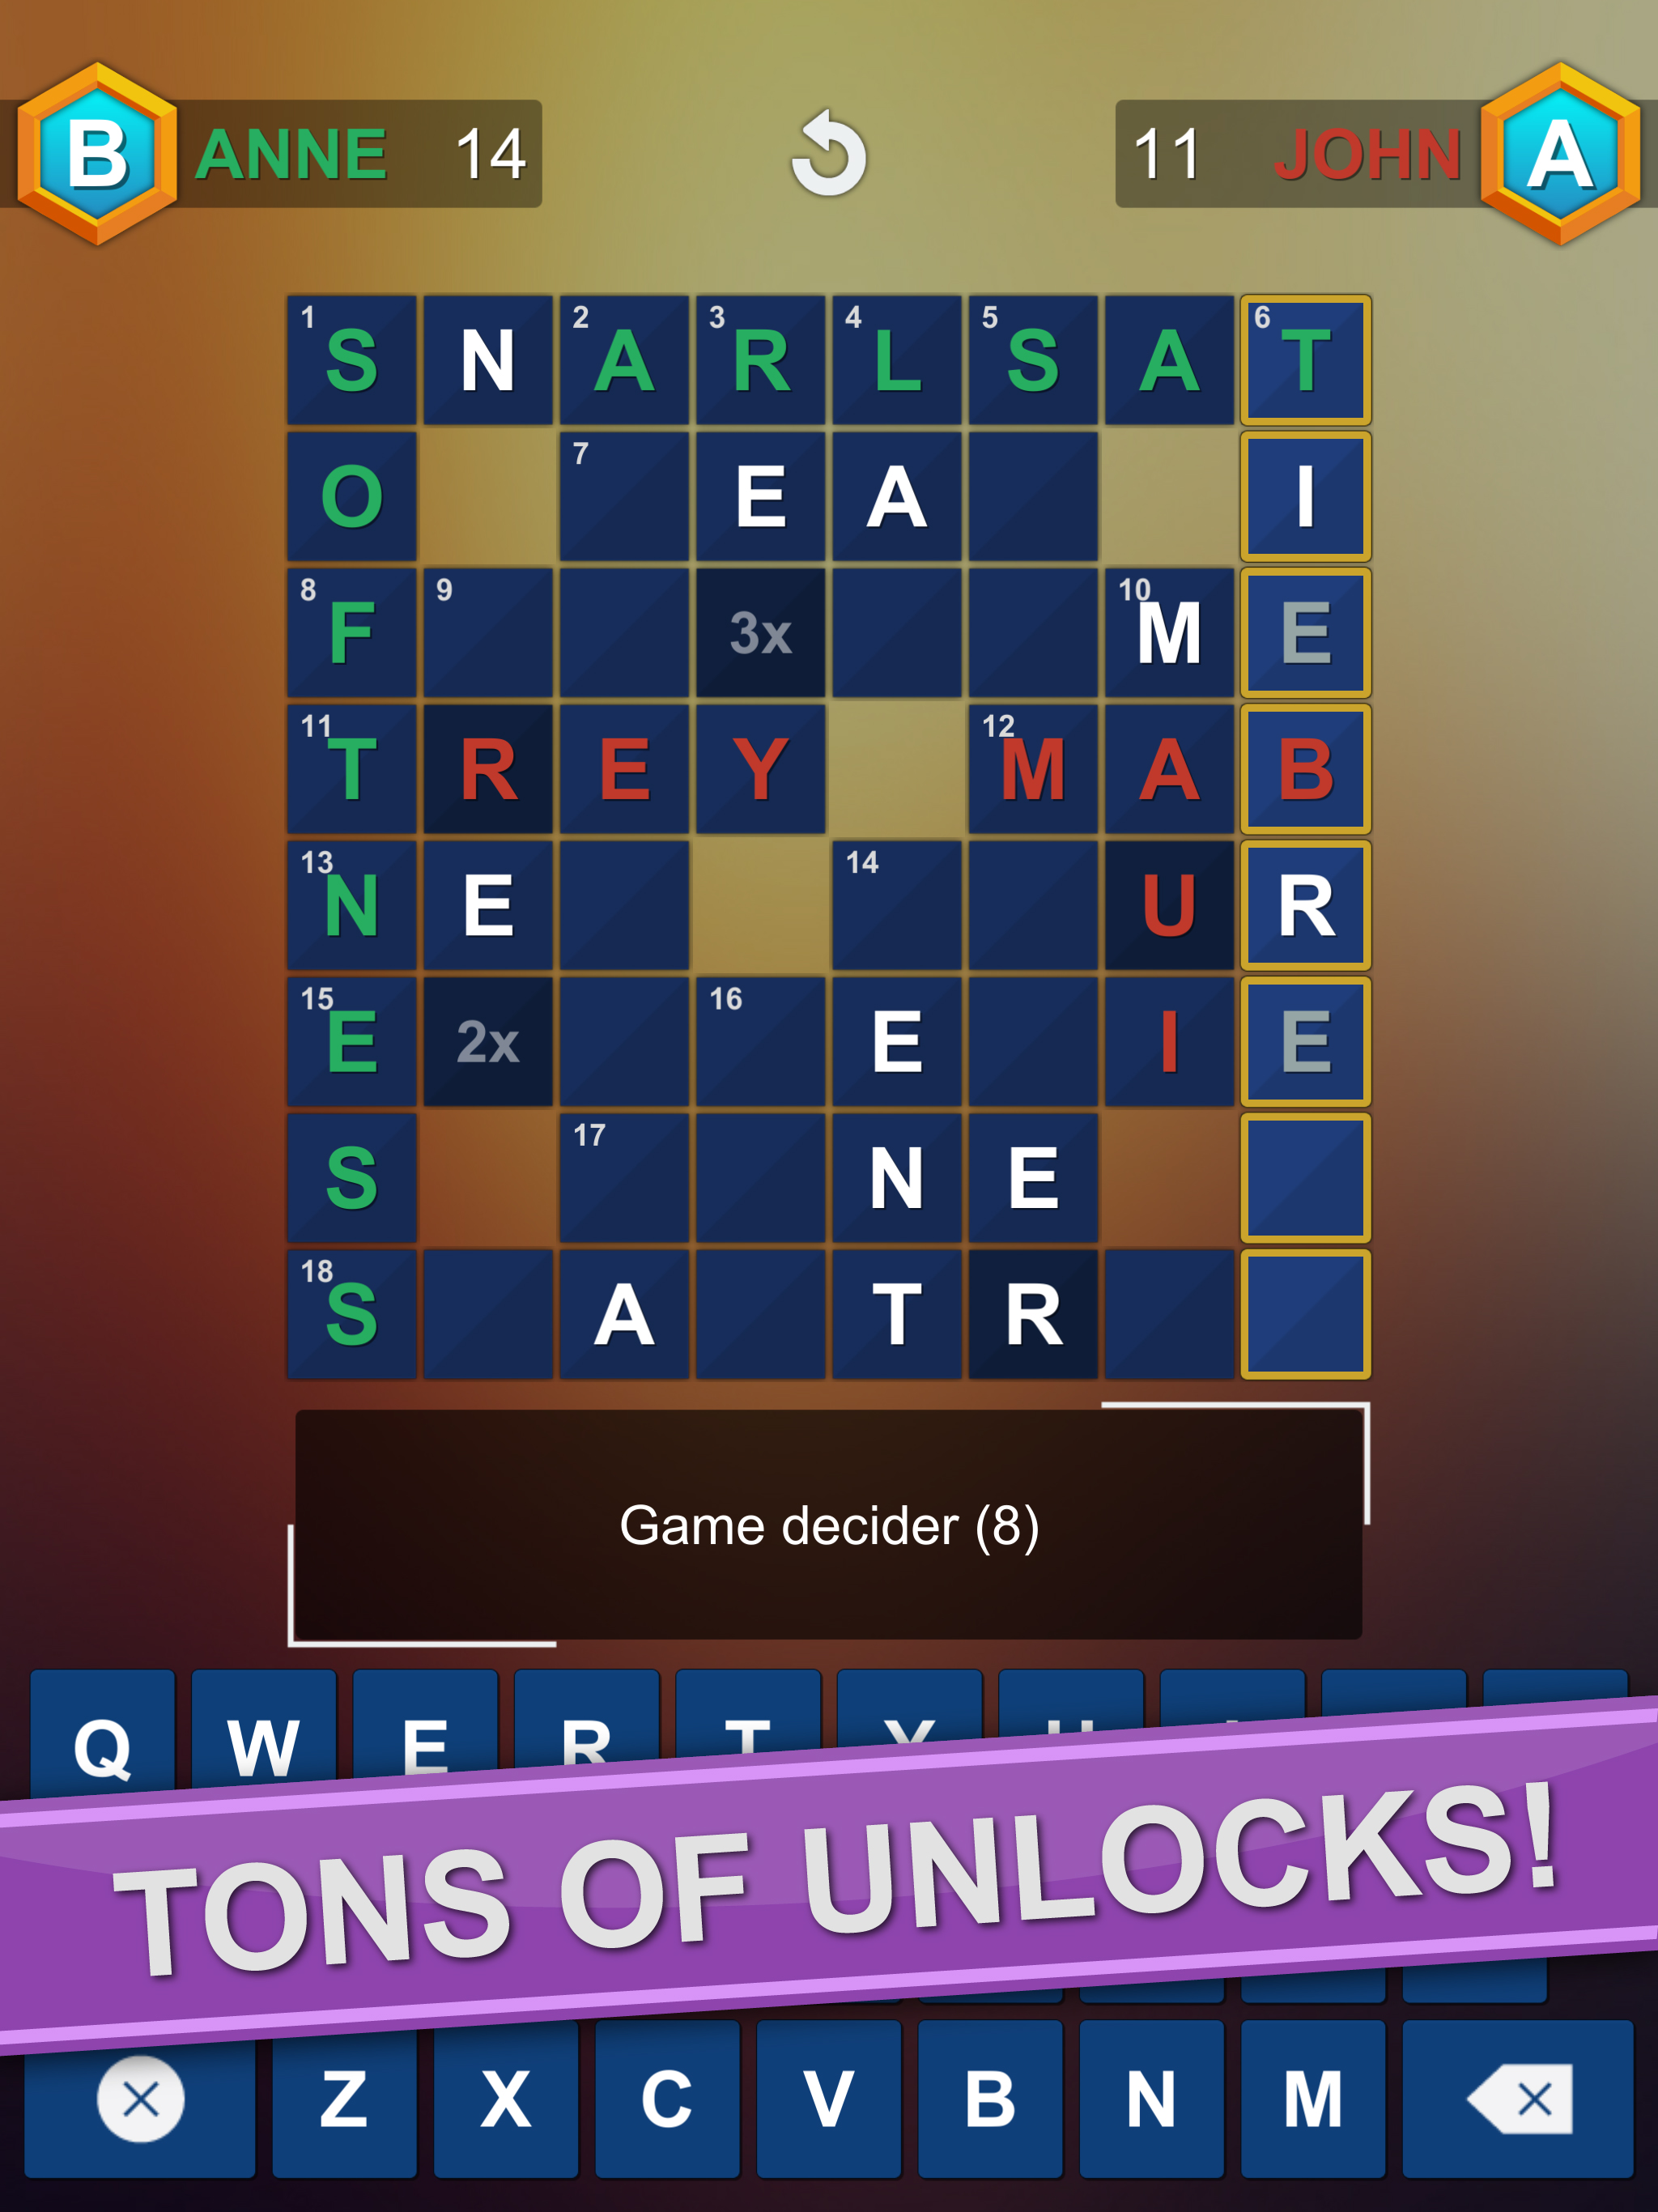 B ANNE 14 11 JOHN A
1 S N 2 A 3 R 4 L 5 S A 6 T
O 7 E A I
8 F 9 3x 10 M E
11 T R E Y 12 M A B
13 N E 14 U R
15 E 2x 16 E I E
S 17 N E
18 S A T R
Game decider (8)
Q W E R T Y U
TONS OF UNLOCKS!
Z X C V B N M